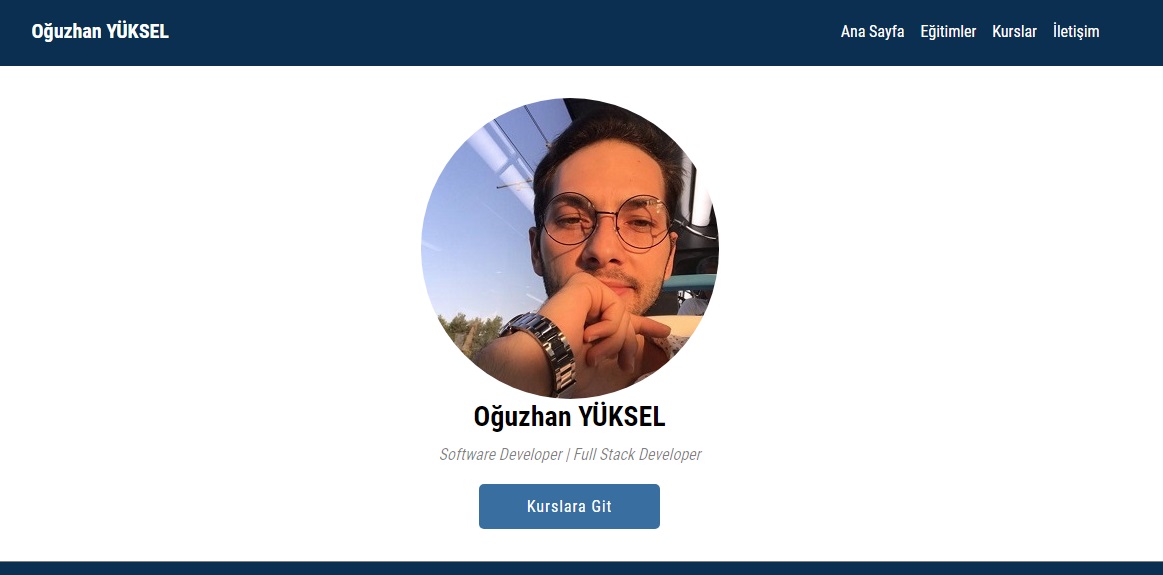 Oğuzhan YÜKSEL
Ana Sayfa Eğitimler Kurslar İletişim
Oğuzhan YÜKSEL
Software Developer | Full Stack Developer
Kurslara Git